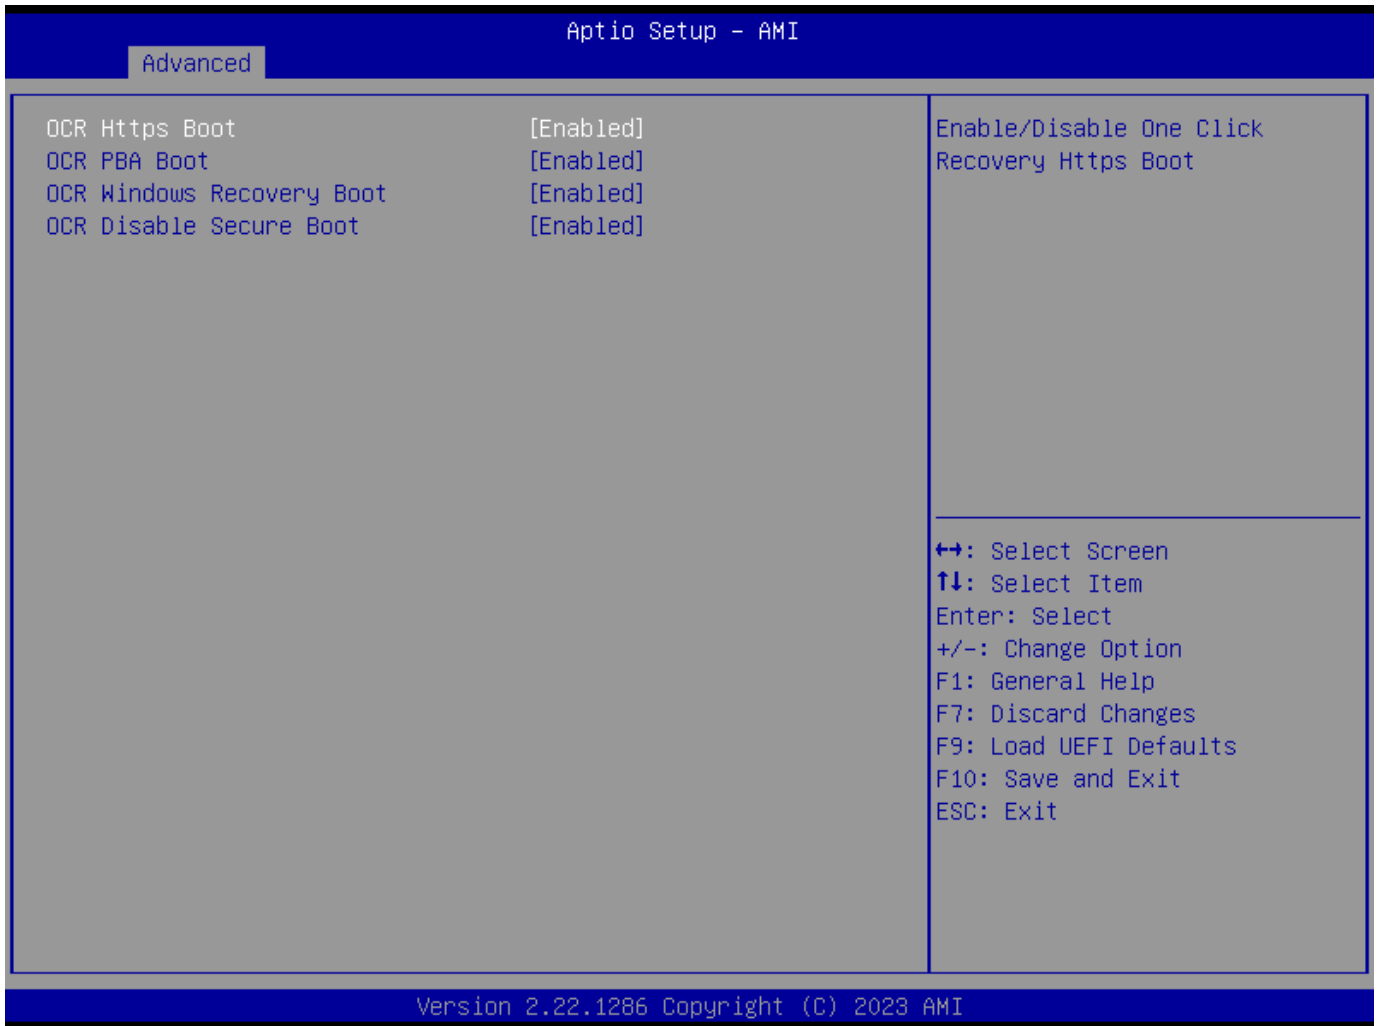 Aptio Setup – AMI
Advanced
OCR Https Boot [Enabled]
OCR PBA Boot [Enabled]
OCR Windows Recovery Boot [Enabled]
OCR Disable Secure Boot [Enabled]
Enable/Disable One Click
Recovery Https Boot
←→: Select Screen
↑↓: Select Item
Enter: Select
+/-: Change Option
F1: General Help
F7: Discard Changes
F9: Load UEFI Defaults
F10: Save and Exit
ESC: Exit
Version 2.22.1286 Copyright (C) 2023 AMI